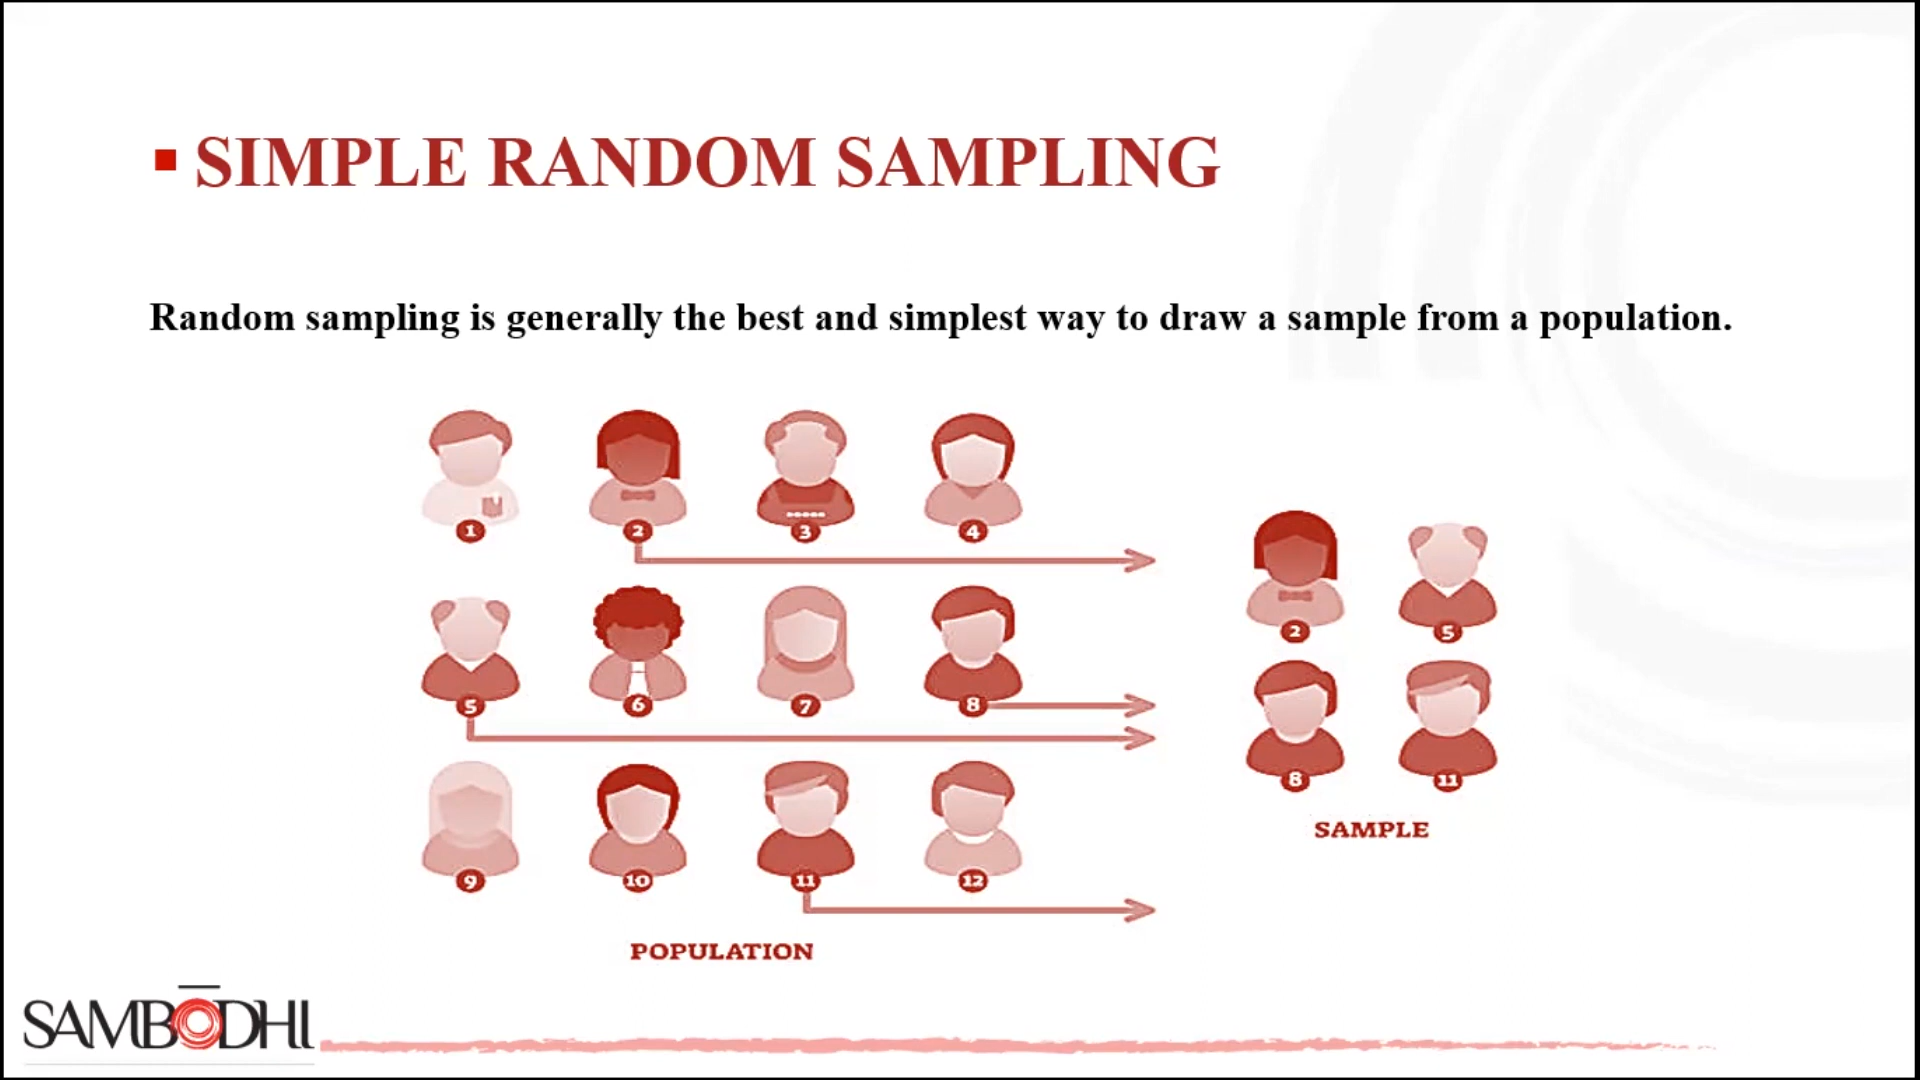 SIMPLE RANDOM SAMPLING
Random sampling is generally the best and simplest way to draw a sample from a population.
1 2 3 4
2 5
5 6 7 8
8 11
SAMPLE
9 10 11 12
POPULATION
SAMBŌDHI